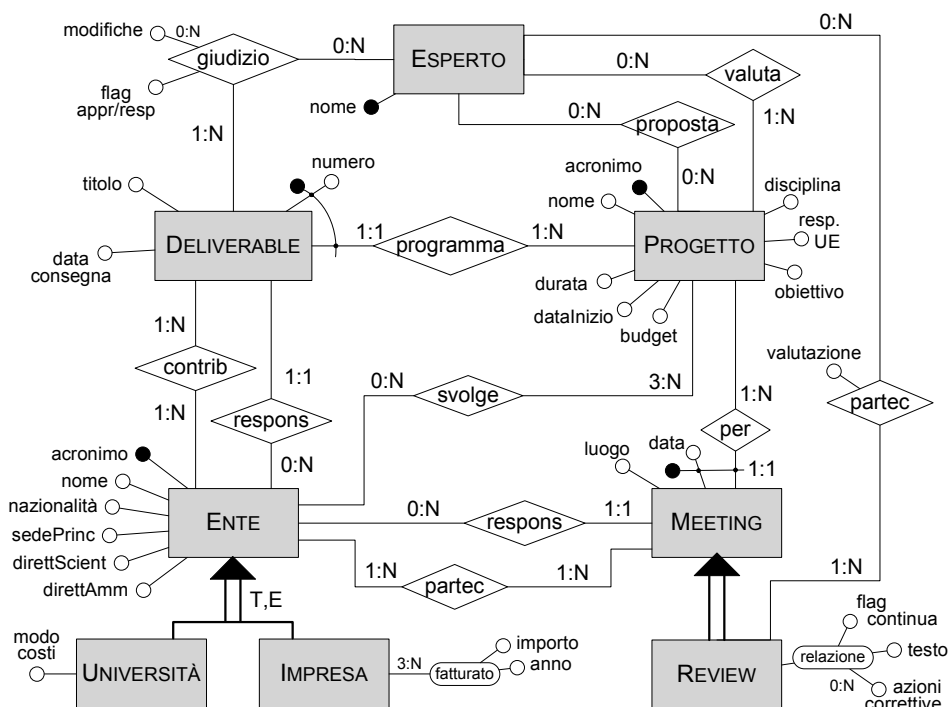 modifiche
0:N
giudizio
0:N
ESPERTO
0:N
0:N
valuta
flag
appr/resp
nome
0:N
proposta
1:N
1:N
numero
acronimo
0:N
titolo
nome
disciplina
DELIVERABLE
1:1
programma
1:N
PROGETTO
resp.
UE
data
consegna
durata
obiettivo
dataInizio
budget
1:N
contrib
1:1
0:N
svolge
3:N
1:N
valutazione
partec
1:N
respons
per
acronimo
0:N
luogo
data
1:1
nome
nazionalità
ENTE
0:N
respons
1:1
MEETING
sedePrinc
direttScient
direttAmm
1:N
partec
1:N
1:N
T,E
flag
continua
modo
costi
UNIVERSITÀ
IMPRESA
3:N
fatturato
importo
anno
REVIEW
relazione
testo
0:N
azioni
correttive